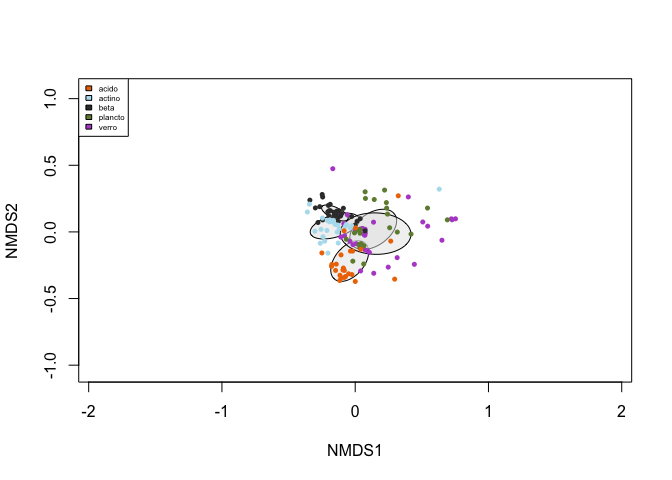 acido
actino
beta
plancto
verro
1.0
0.5
0.0
-0.5
-1.0
NMDS2
-2 -1 0 1 2
NMDS1